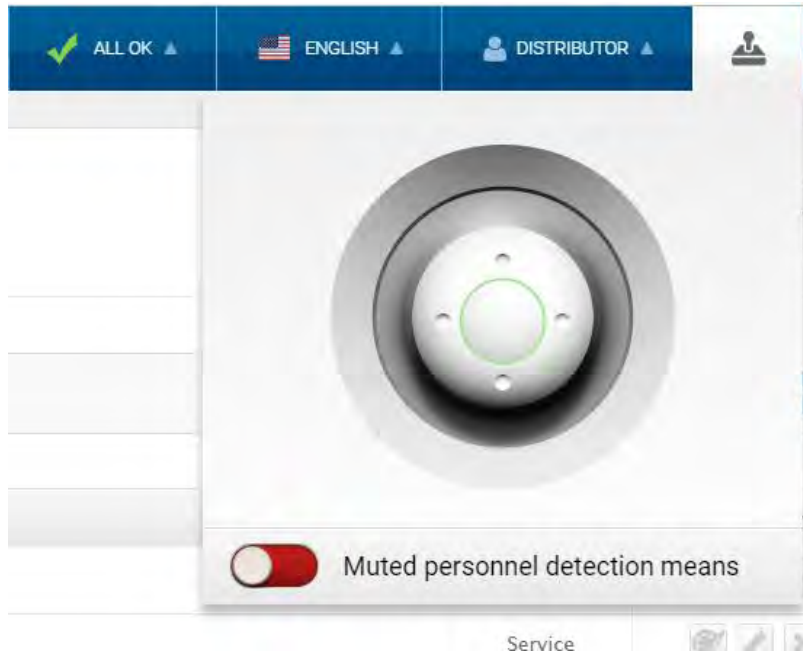 ALL OK
ENGLISH
DISTRIBUTOR
Muted personnel detection means
Service